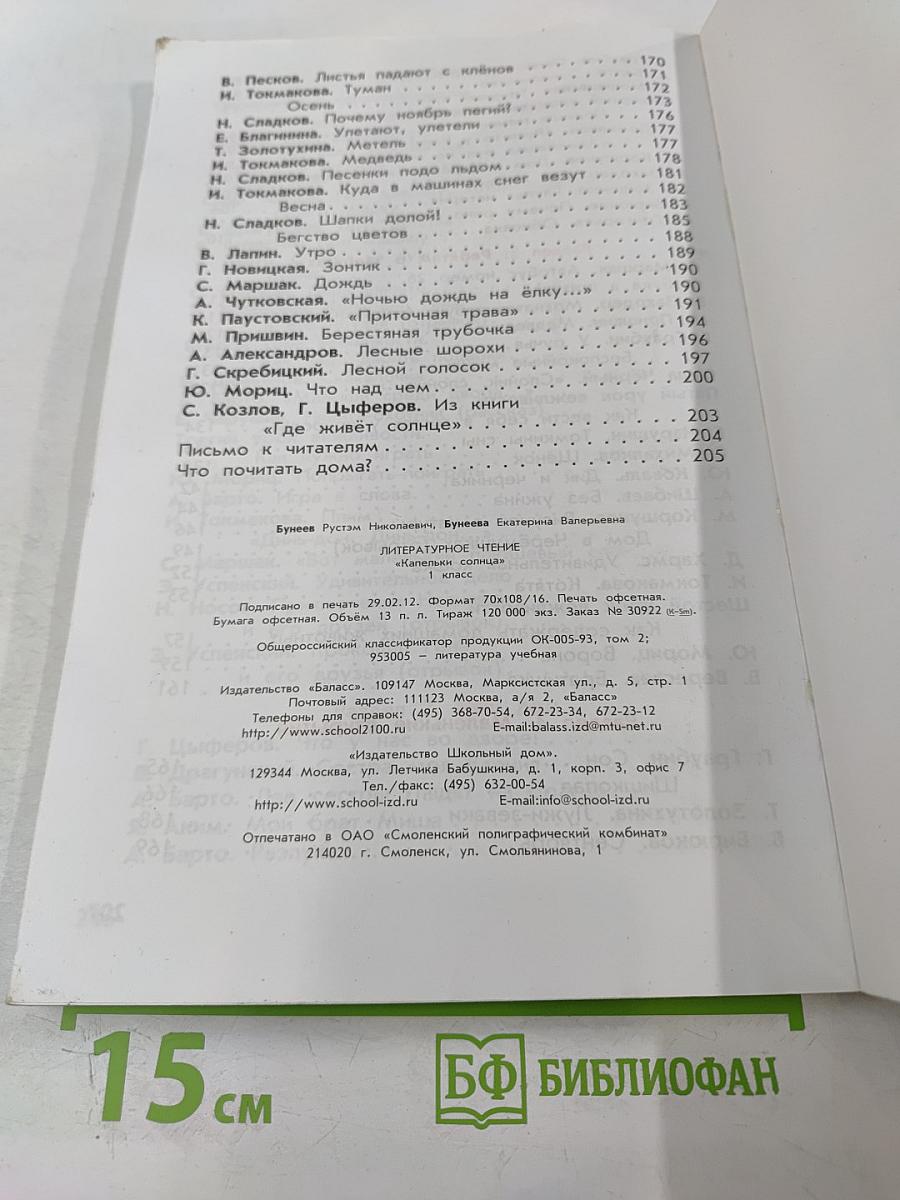 В. Песков. Листья падают с клёнов . . . . . . . . 170
И. Токмакова. Туман . . . . . . . . . . . . . . . . 171
Осень . . . . . . . . . . . . . . . . . . . 172
Н. Сладков. Почему ноябрь пегий? . . . . . . . . . 173
Е. Благинина. Улетают, улетели . . . . . . . . . . 176
Т. Золотухина. Метель . . . . . . . . . . . . . . . 177
И. Токмакова. Медведь . . . . . . . . . . . . . . . 177
Н. Сладков. Песенки подо льдом . . . . . . . . . . 178
И. Токмакова. Куда в машинах снег везут . . . . 181
Весна . . . . . . . . . . . . . . . . . . . 182
Н. Сладков. Шапки долой! . . . . . . . . . . . . . 183
Бегство цветов . . . . . . . . . . . . . . 185
В. Лапин. Утро . . . . . . . . . . . . . . . . . . . 188
Г. Новицкая. Зонтик . . . . . . . . . . . . . . . . 189
С. Маршак. Дождь . . . . . . . . . . . . . . . . . 190
А. Чутковская. «Ночью дождь на ёлку...» . . . . 190
К. Паустовский. «Приточная трава» . . . . . . . . 191
М. Пришвин. Берестяная трубочка . . . . . . . . . 194
А. Александров. Лесные шорохи . . . . . . . . . . 196
Г. Скребицкий. Лесной голосок . . . . . . . . . . . 197
Ю. Мориц. Что над чем . . . . . . . . . . . . . . . 200
С. Козлов, Г. Цыферов. Из книги
«Где живёт солнце» . . . . . . . . . . . . . 203
Письмо к читателям . . . . . . . . . . . . . . . . . 204
Что почитать дома? . . . . . . . . . . . . . . . . . 205
Бунеев Рустэм Николаевич, Бунеева Екатерина Валерьевна
ЛИТЕРАТУРНОЕ ЧТЕНИЕ
«Капельки солнца»
1 класс
Подписано в печать 29.02.12. Формат 70х108/16. Печать офсетная.
Бумага офсетная. Объём 13 п. л. Тираж 120 000 экз. Заказ № 30922 (K-Sm).
Общероссийский классификатор продукции ОК-005-93, том 2;
953005 – литература учебная
Издательство «Баласс». 109147 Москва, Марксистская ул., д. 5, стр. 1
Почтовый адрес: 111123 Москва, а/я 2, «Баласс»
Телефоны для справок: (495) 368-70-54, 672-23-34, 672-23-12
http://www.school2100.ru E-mail:balass.izd@mtu-net.ru
«Издательство Школьный дом».
129344 Москва, ул. Летчика Бабушкина, д. 1, корп. 3, офис 7
Тел./факс: (495) 632-00-54
http://www.school-izd.ru E-mail:info@school-izd.ru
Отпечатано в ОАО «Смоленский полиграфический комбинат»
214020 г. Смоленск, ул. Смольянинова, 1
15 см
БФ БИБЛИОФАН